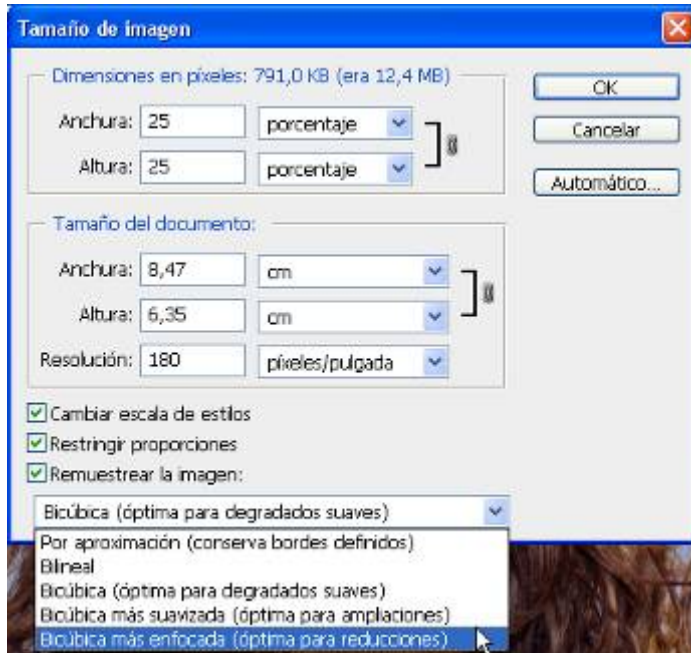 Tamaño de imagen
Dimensiones en píxeles: 791,0 KB (era 12,4 MB)
Anchura: 25 porcentaje
Altura: 25 porcentaje
OK
Cancelar
Automático...
Tamaño del documento:
Anchura: 8,47 cm
Altura: 6,35 cm
Resolución: 180 píxeles/pulgada
Cambiar escala de estilos
Restringir proporciones
Remuestrear la imagen:
Bicúbica (óptima para degradados suaves)
Por aproximación (conserva bordes definidos)
Bilineal
Bicúbica (óptima para degradados suaves)
Bicúbica más suavizada (óptima para ampliaciones)
Bicúbica más enfocada (óptima para reducciones)